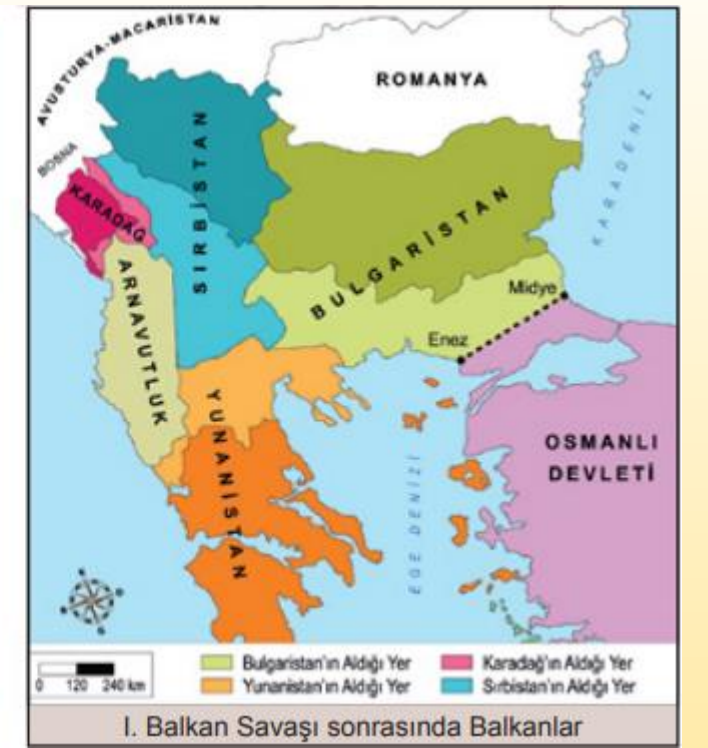 AVUSTURYA-MACARİSTAN
ROMANYA
BOSNA
KARADENİZ
SIRBİSTAN
KARADAĞ
BULGARİSTAN
Midye
Enez
ARNAVUTLUK
YUNANİSTAN
OSMANLI
DEVLETİ
EGE DENİZİ
0 120 240 km
Bulgaristan'ın Aldığı Yer
Karadağ'ın Aldığı Yer
Yunanistan'ın Aldığı Yer
Sırbistan'ın Aldığı Yer
I. Balkan Savaşı sonrasında Balkanlar